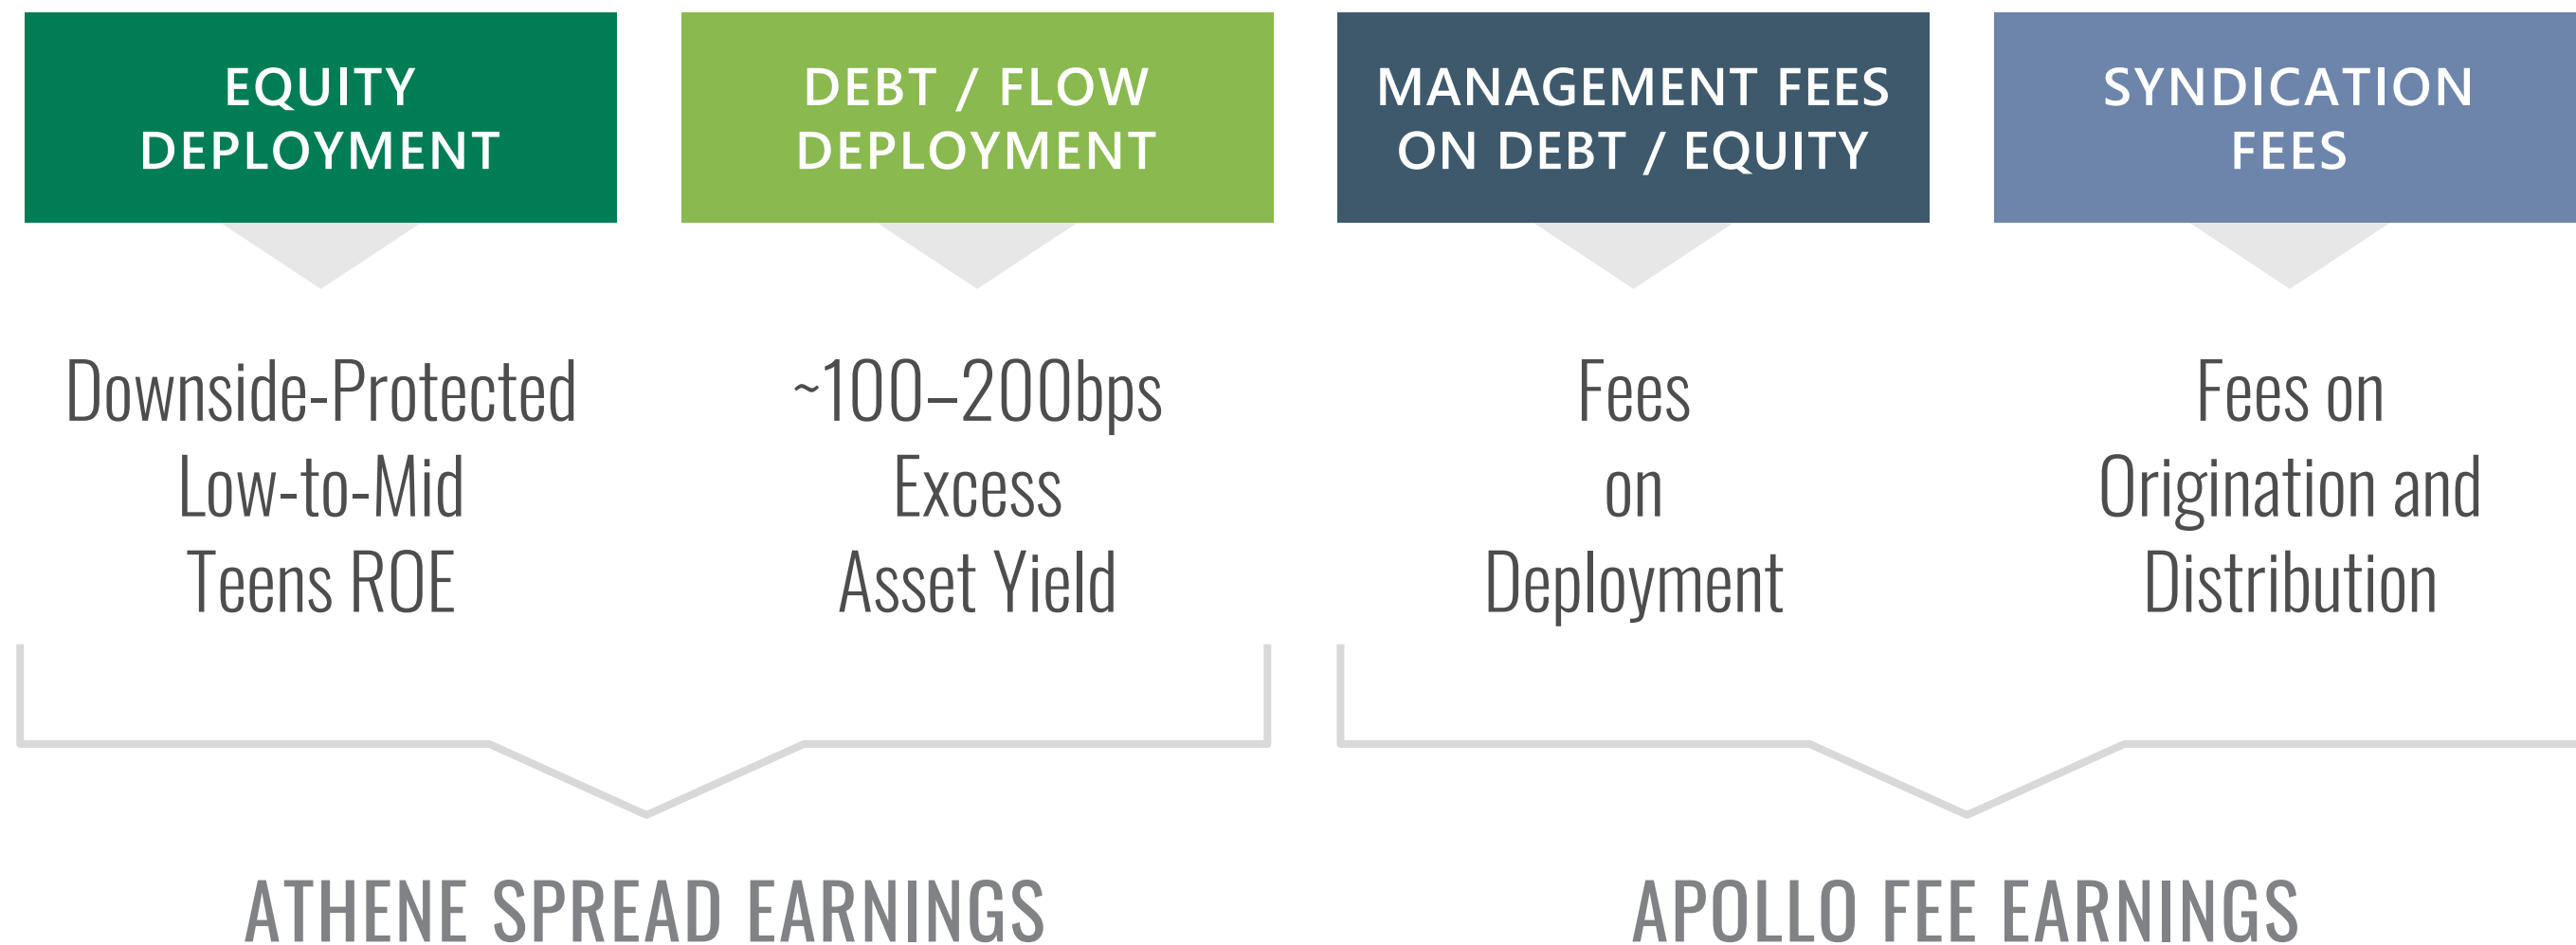 EQUITY
DEPLOYMENT
Downside-Protected
Low-to-Mid
Teens ROE
DEBT / FLOW
DEPLOYMENT
~100–200bps
Excess
Asset Yield
MANAGEMENT FEES
ON DEBT / EQUITY
Fees
on
Deployment
SYNDICATION
FEES
Fees on
Origination and
Distribution
ATHENE SPREAD EARNINGS
APOLLO FEE EARNINGS